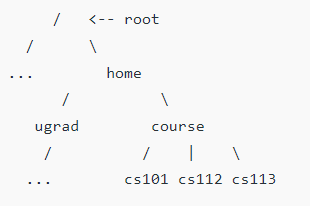 / <-- root
/ \
... home
/ \
ugrad course
/ / | \
... cs101 cs112 cs113